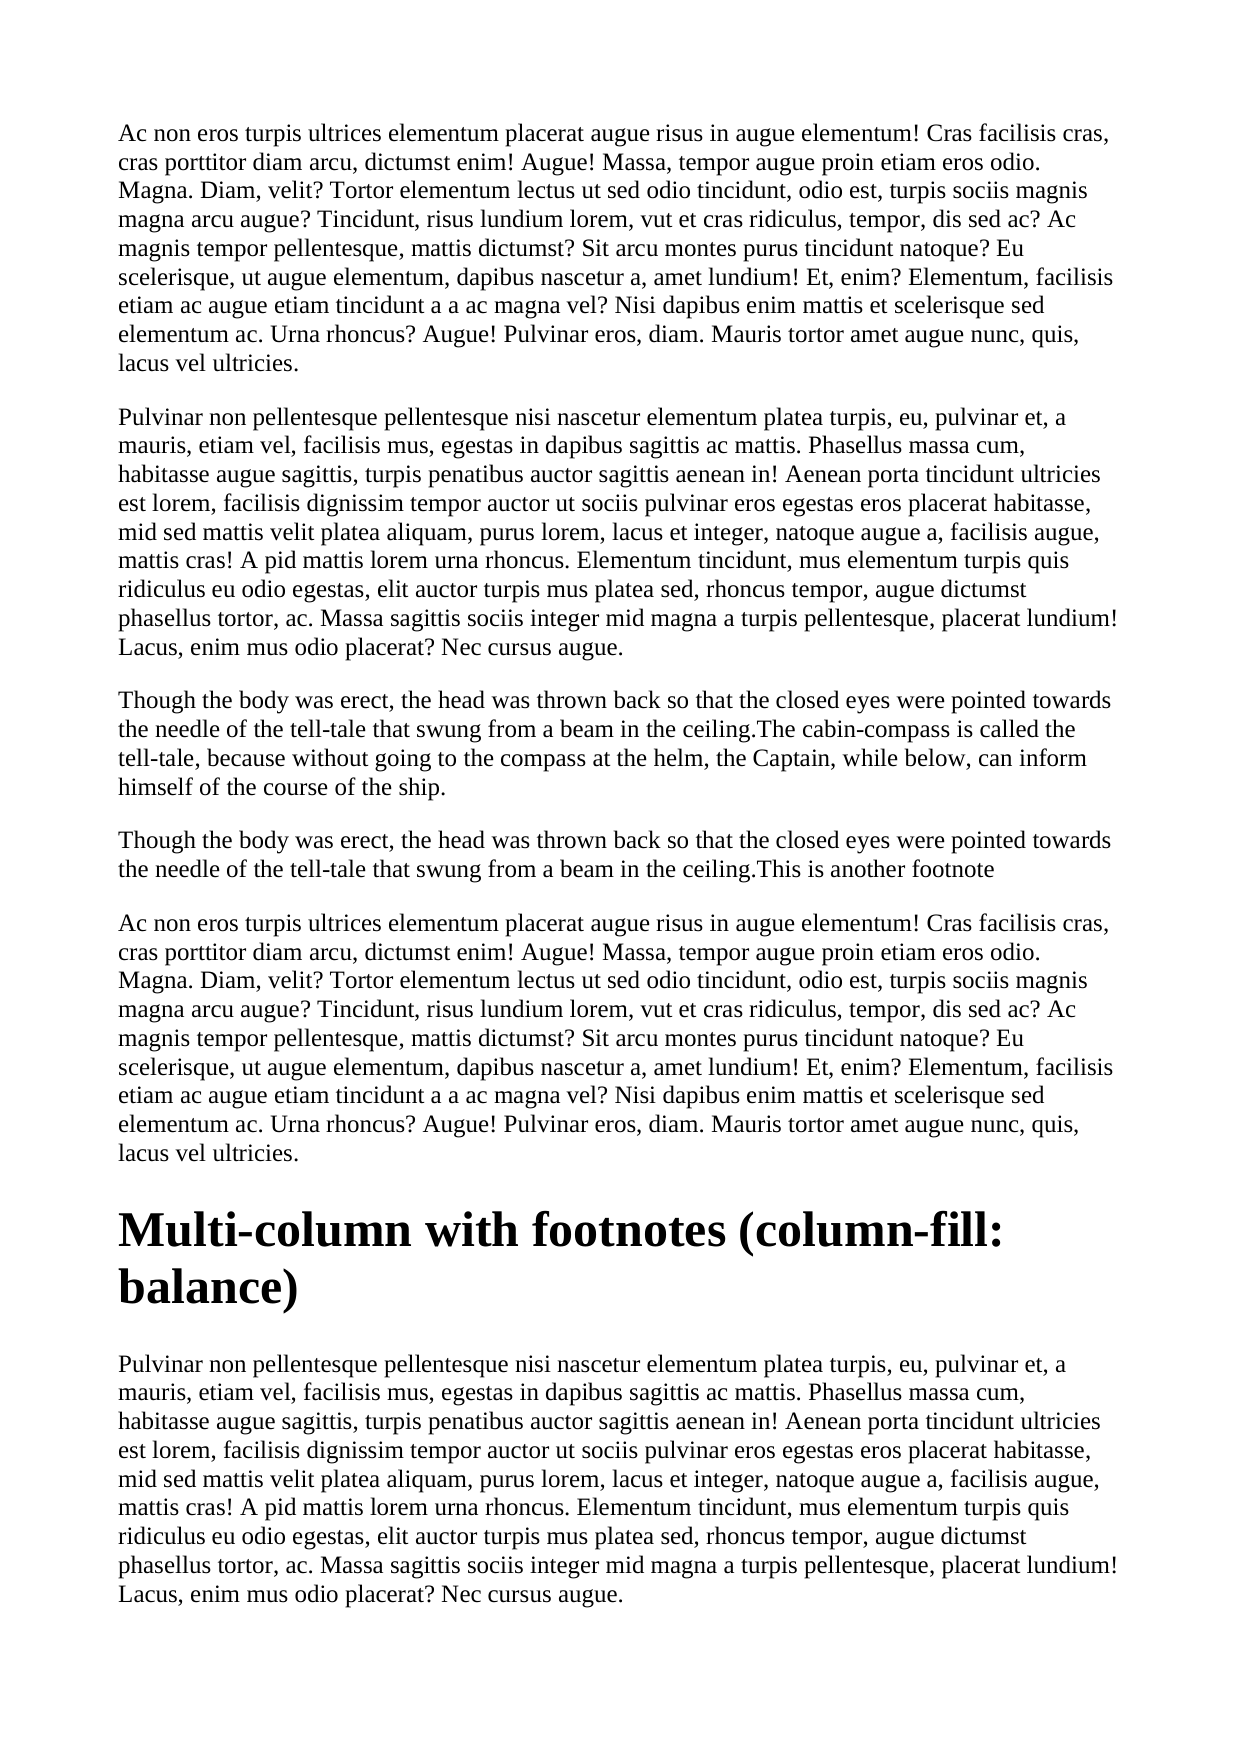 Ac non eros turpis ultrices elementum placerat augue risus in augue elementum! Cras facilisis cras,
cras porttitor diam arcu, dictumst enim! Augue! Massa, tempor augue proin etiam eros odio.
Magna. Diam, velit? Tortor elementum lectus ut sed odio tincidunt, odio est, turpis sociis magnis
magna arcu augue? Tincidunt, risus lundium lorem, vut et cras ridiculus, tempor, dis sed ac? Ac
magnis tempor pellentesque, mattis dictumst? Sit arcu montes purus tincidunt natoque? Eu
scelerisque, ut augue elementum, dapibus nascetur a, amet lundium! Et, enim? Elementum, facilisis
etiam ac augue etiam tincidunt a a ac magna vel? Nisi dapibus enim mattis et scelerisque sed
elementum ac. Urna rhoncus? Augue! Pulvinar eros, diam. Mauris tortor amet augue nunc, quis,
lacus vel ultricies.
Pulvinar non pellentesque pellentesque nisi nascetur elementum platea turpis, eu, pulvinar et, a
mauris, etiam vel, facilisis mus, egestas in dapibus sagittis ac mattis. Phasellus massa cum,
habitasse augue sagittis, turpis penatibus auctor sagittis aenean in! Aenean porta tincidunt ultricies
est lorem, facilisis dignissim tempor auctor ut sociis pulvinar eros egestas eros placerat habitasse,
mid sed mattis velit platea aliquam, purus lorem, lacus et integer, natoque augue a, facilisis augue,
mattis cras! A pid mattis lorem urna rhoncus. Elementum tincidunt, mus elementum turpis quis
ridiculus eu odio egestas, elit auctor turpis mus platea sed, rhoncus tempor, augue dictumst
phasellus tortor, ac. Massa sagittis sociis integer mid magna a turpis pellentesque, placerat lundium!
Lacus, enim mus odio placerat? Nec cursus augue.
Though the body was erect, the head was thrown back so that the closed eyes were pointed towards
the needle of the tell-tale that swung from a beam in the ceiling.The cabin-compass is called the
tell-tale, because without going to the compass at the helm, the Captain, while below, can inform
himself of the course of the ship.
Though the body was erect, the head was thrown back so that the closed eyes were pointed towards
the needle of the tell-tale that swung from a beam in the ceiling.This is another footnote
Ac non eros turpis ultrices elementum placerat augue risus in augue elementum! Cras facilisis cras,
cras porttitor diam arcu, dictumst enim! Augue! Massa, tempor augue proin etiam eros odio.
Magna. Diam, velit? Tortor elementum lectus ut sed odio tincidunt, odio est, turpis sociis magnis
magna arcu augue? Tincidunt, risus lundium lorem, vut et cras ridiculus, tempor, dis sed ac? Ac
magnis tempor pellentesque, mattis dictumst? Sit arcu montes purus tincidunt natoque? Eu
scelerisque, ut augue elementum, dapibus nascetur a, amet lundium! Et, enim? Elementum, facilisis
etiam ac augue etiam tincidunt a a ac magna vel? Nisi dapibus enim mattis et scelerisque sed
elementum ac. Urna rhoncus? Augue! Pulvinar eros, diam. Mauris tortor amet augue nunc, quis,
lacus vel ultricies.
Multi-column with footnotes (column-fill:
balance)
Pulvinar non pellentesque pellentesque nisi nascetur elementum platea turpis, eu, pulvinar et, a
mauris, etiam vel, facilisis mus, egestas in dapibus sagittis ac mattis. Phasellus massa cum,
habitasse augue sagittis, turpis penatibus auctor sagittis aenean in! Aenean porta tincidunt ultricies
est lorem, facilisis dignissim tempor auctor ut sociis pulvinar eros egestas eros placerat habitasse,
mid sed mattis velit platea aliquam, purus lorem, lacus et integer, natoque augue a, facilisis augue,
mattis cras! A pid mattis lorem urna rhoncus. Elementum tincidunt, mus elementum turpis quis
ridiculus eu odio egestas, elit auctor turpis mus platea sed, rhoncus tempor, augue dictumst
phasellus tortor, ac. Massa sagittis sociis integer mid magna a turpis pellentesque, placerat lundium!
Lacus, enim mus odio placerat? Nec cursus augue.